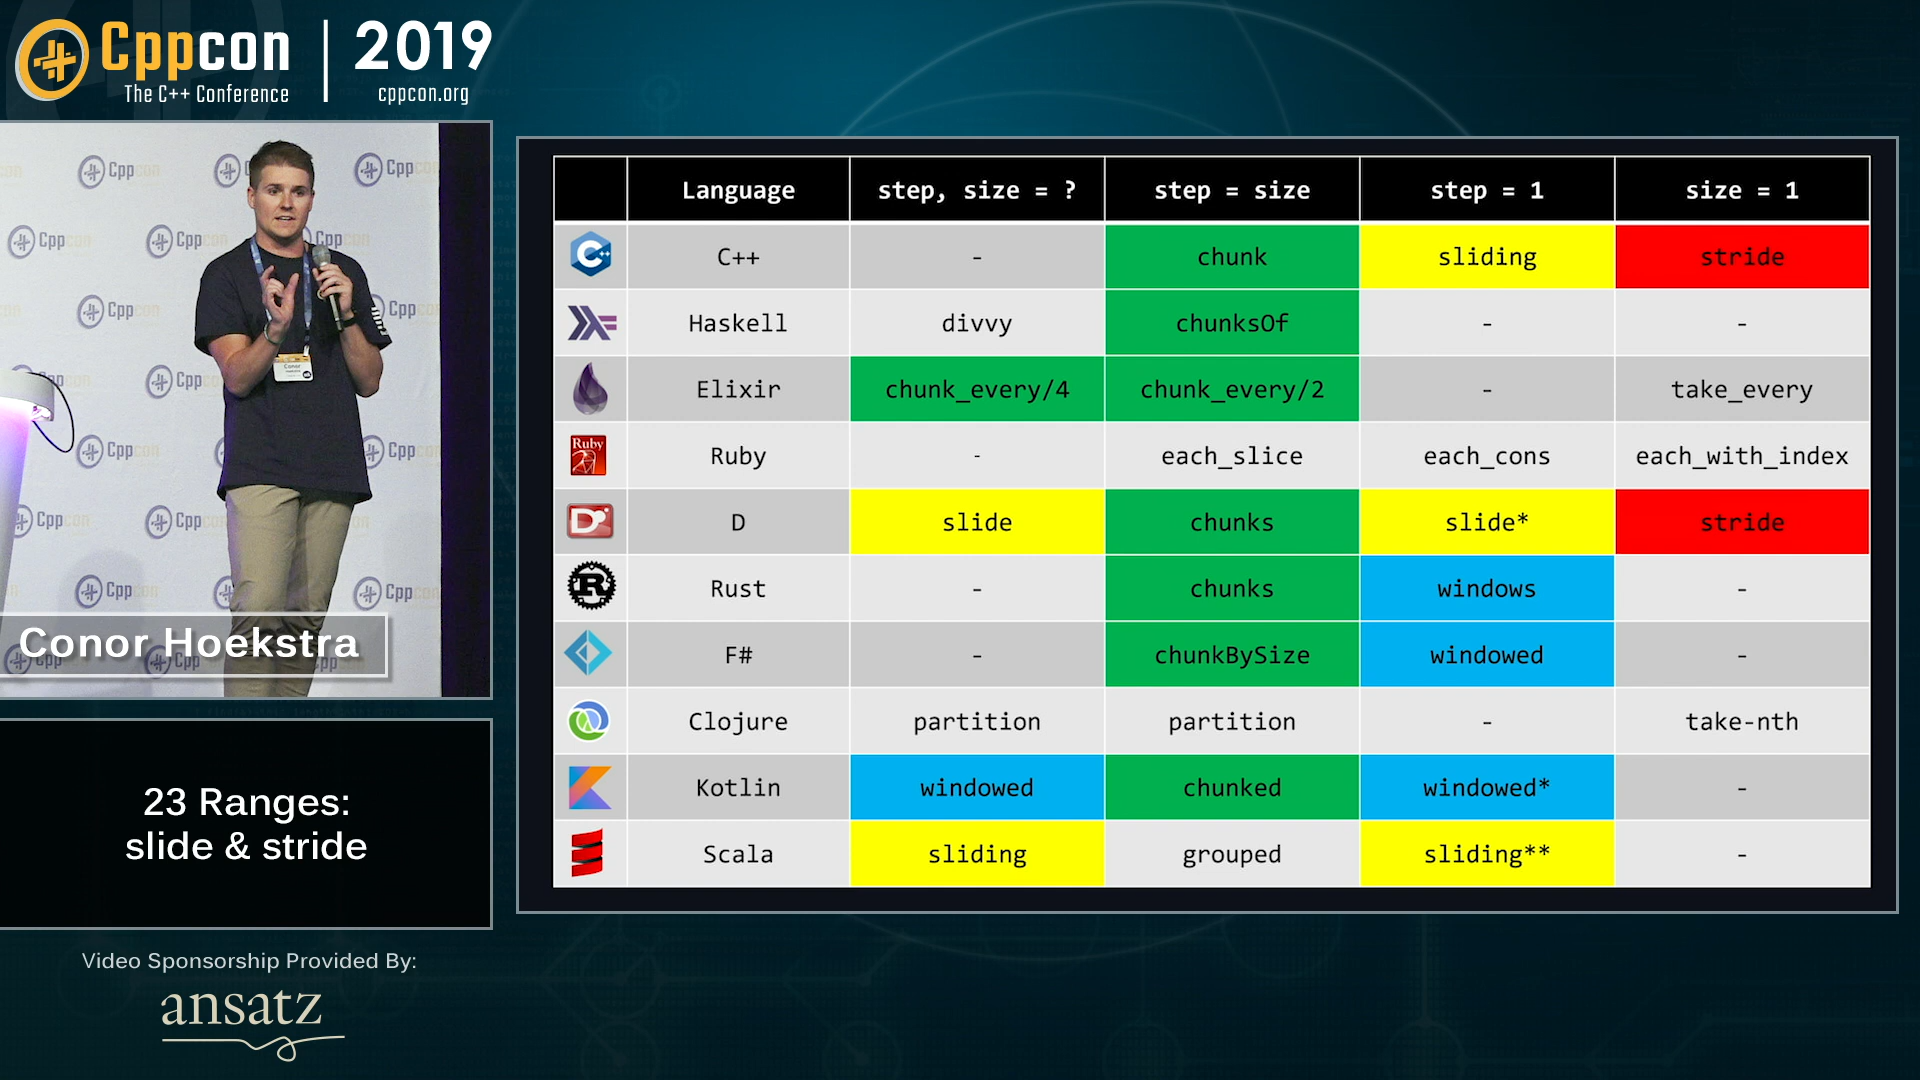 Cppcon | 2019
The C++ Conference
cppcon.org
Conor
Conor Hoekstra
23 Ranges:
slide & stride
Video Sponsorship Provided By:
ansatz
Language step, size = ? step = size step = 1 size = 1
C++ - chunk sliding stride
Haskell divvy chunksOf - -
Elixir chunk_every/4 chunk_every/2 - take_every
Ruby Ruby - each_slice each_cons each_with_index
D D slide chunks slide* stride
R Rust - chunks windows -
F# - chunkBySize windowed -
Clojure partition partition - take-nth
Kotlin windowed chunked windowed* -
Scala sliding grouped sliding** -